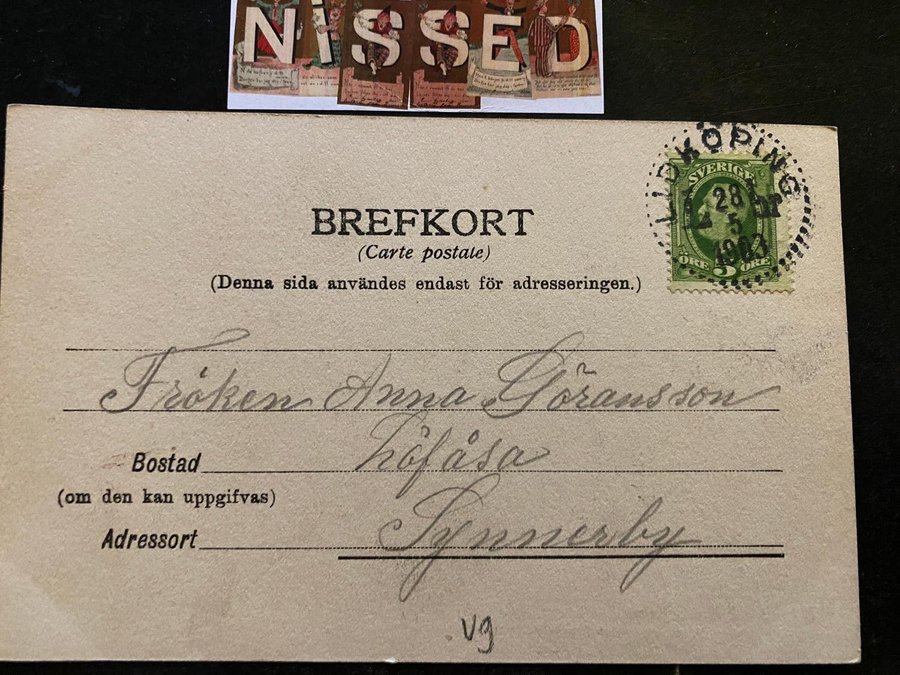 NISSED
BREFKORT
(Carte postale)
(Denna sida användes endast för adresseringen.)
LIDKÖPING
28
5
1903
SVERIGE
ÖRE 5 ÖRE
Fröken Anna Göransson
Bostad Höfåsa
(om den kan uppgifvas)
Adressort Synnerby
Vg